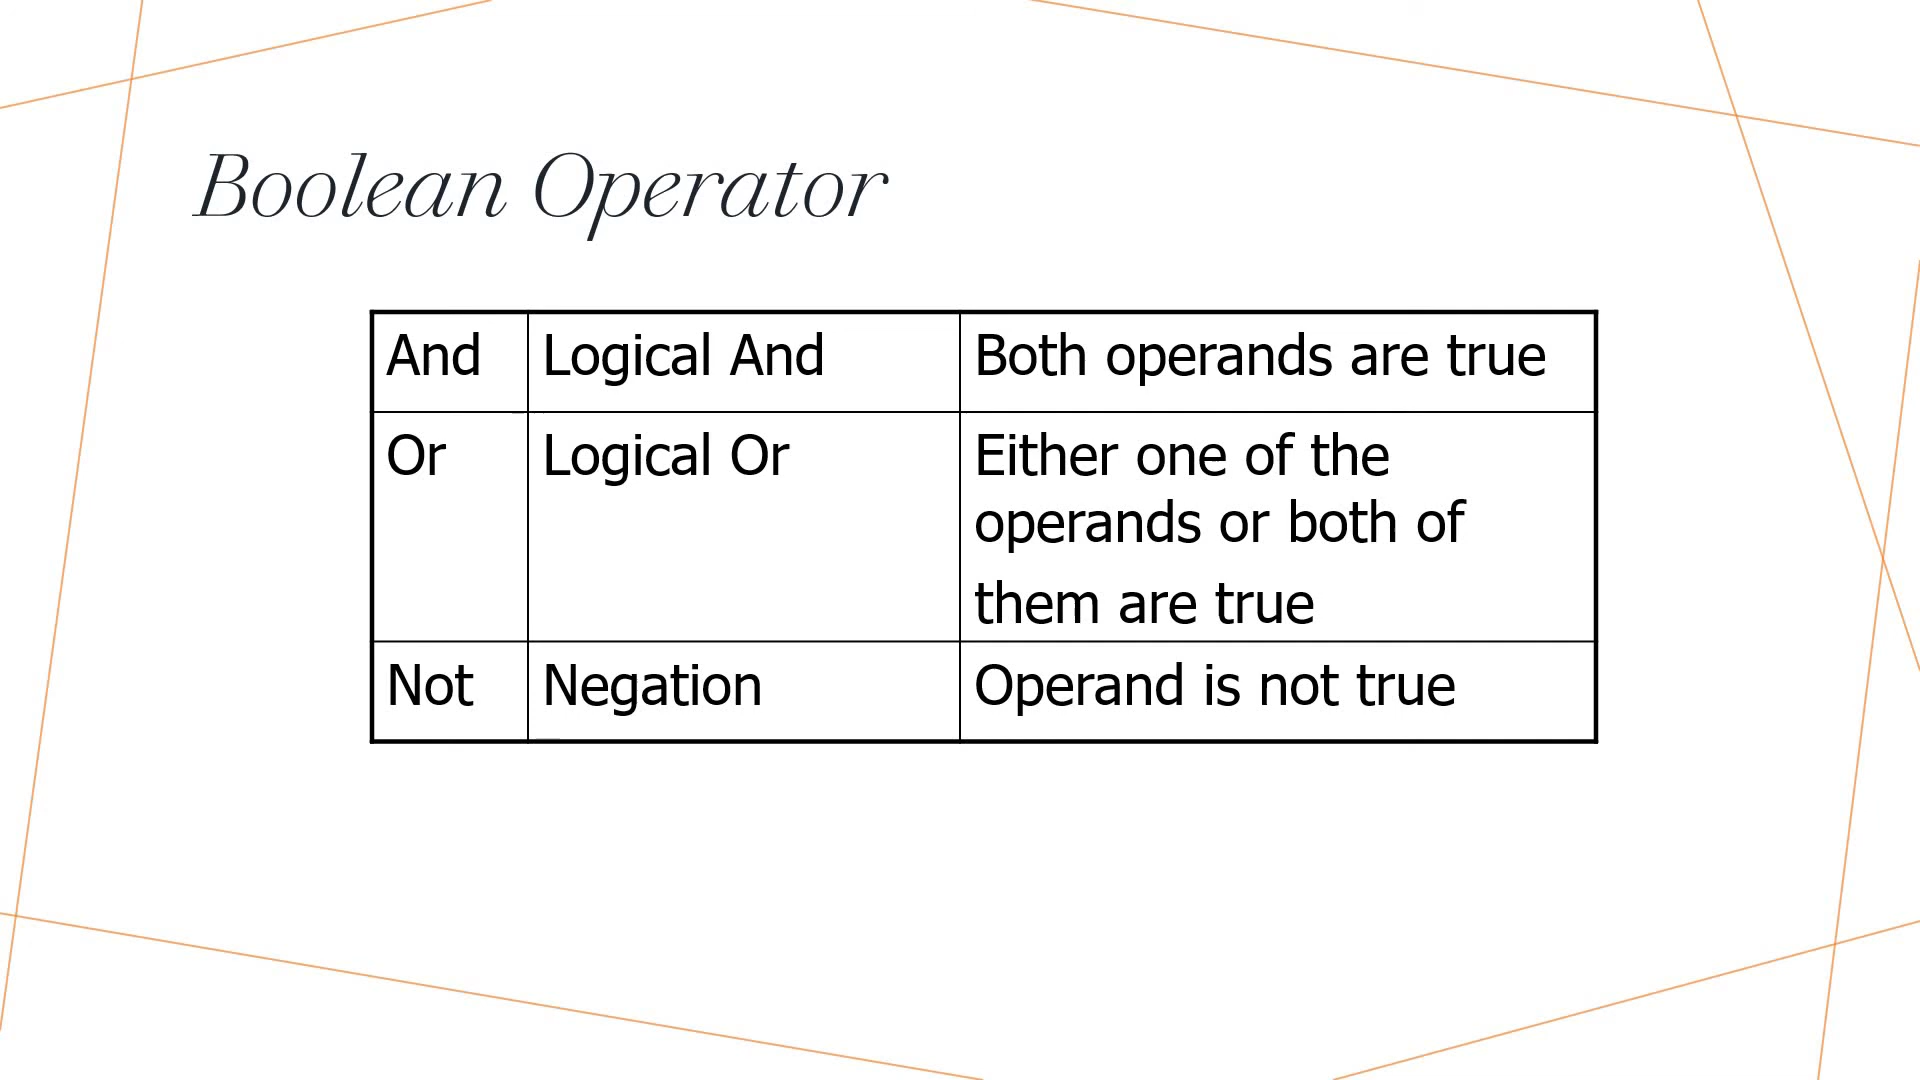 Boolean Operator
And Logical And Both operands are true
Or Logical Or Either one of the
operands or both of
them are true
Not Negation Operand is not true